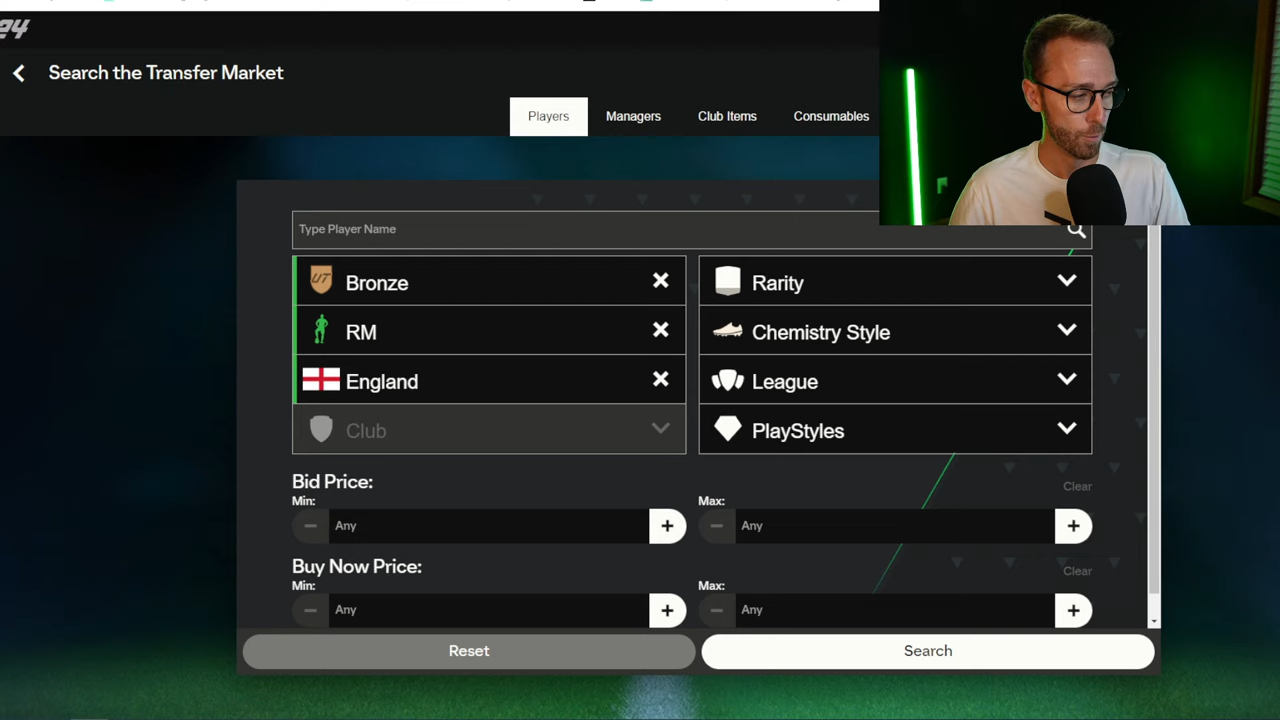 24
Search the Transfer Market
Players Managers Club Items Consumables
Type Player Name
UT Bronze Rarity
RM Chemistry Style
England League
Club PlayStyles
Bid Price: Clear
Min: Max:
Any Any
Buy Now Price: Clear
Min: Max:
Any Any
Reset Search